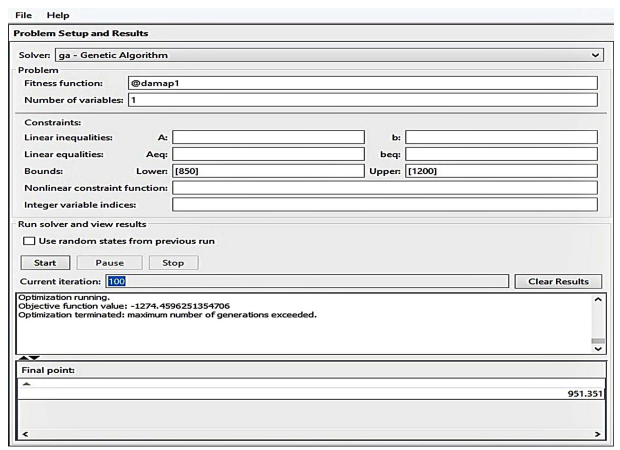 File Help
Problem Setup and Results
Solver: ga - Genetic Algorithm
Problem
Fitness function: @damap1
Number of variables: 1
Constraints:
Linear inequalities: A: b:
Linear equalities: Aeq: beq:
Bounds: Lower: [850] Upper: [1200]
Nonlinear constraint function:
Integer variable indices:
Run solver and view results
Use random states from previous run
Start Pause Stop
Current iteration: 100 Clear Results
Optimization running.
Objective function value: -1274.4596251354706
Optimization terminated: maximum number of generations exceeded.
Final point:
951.351